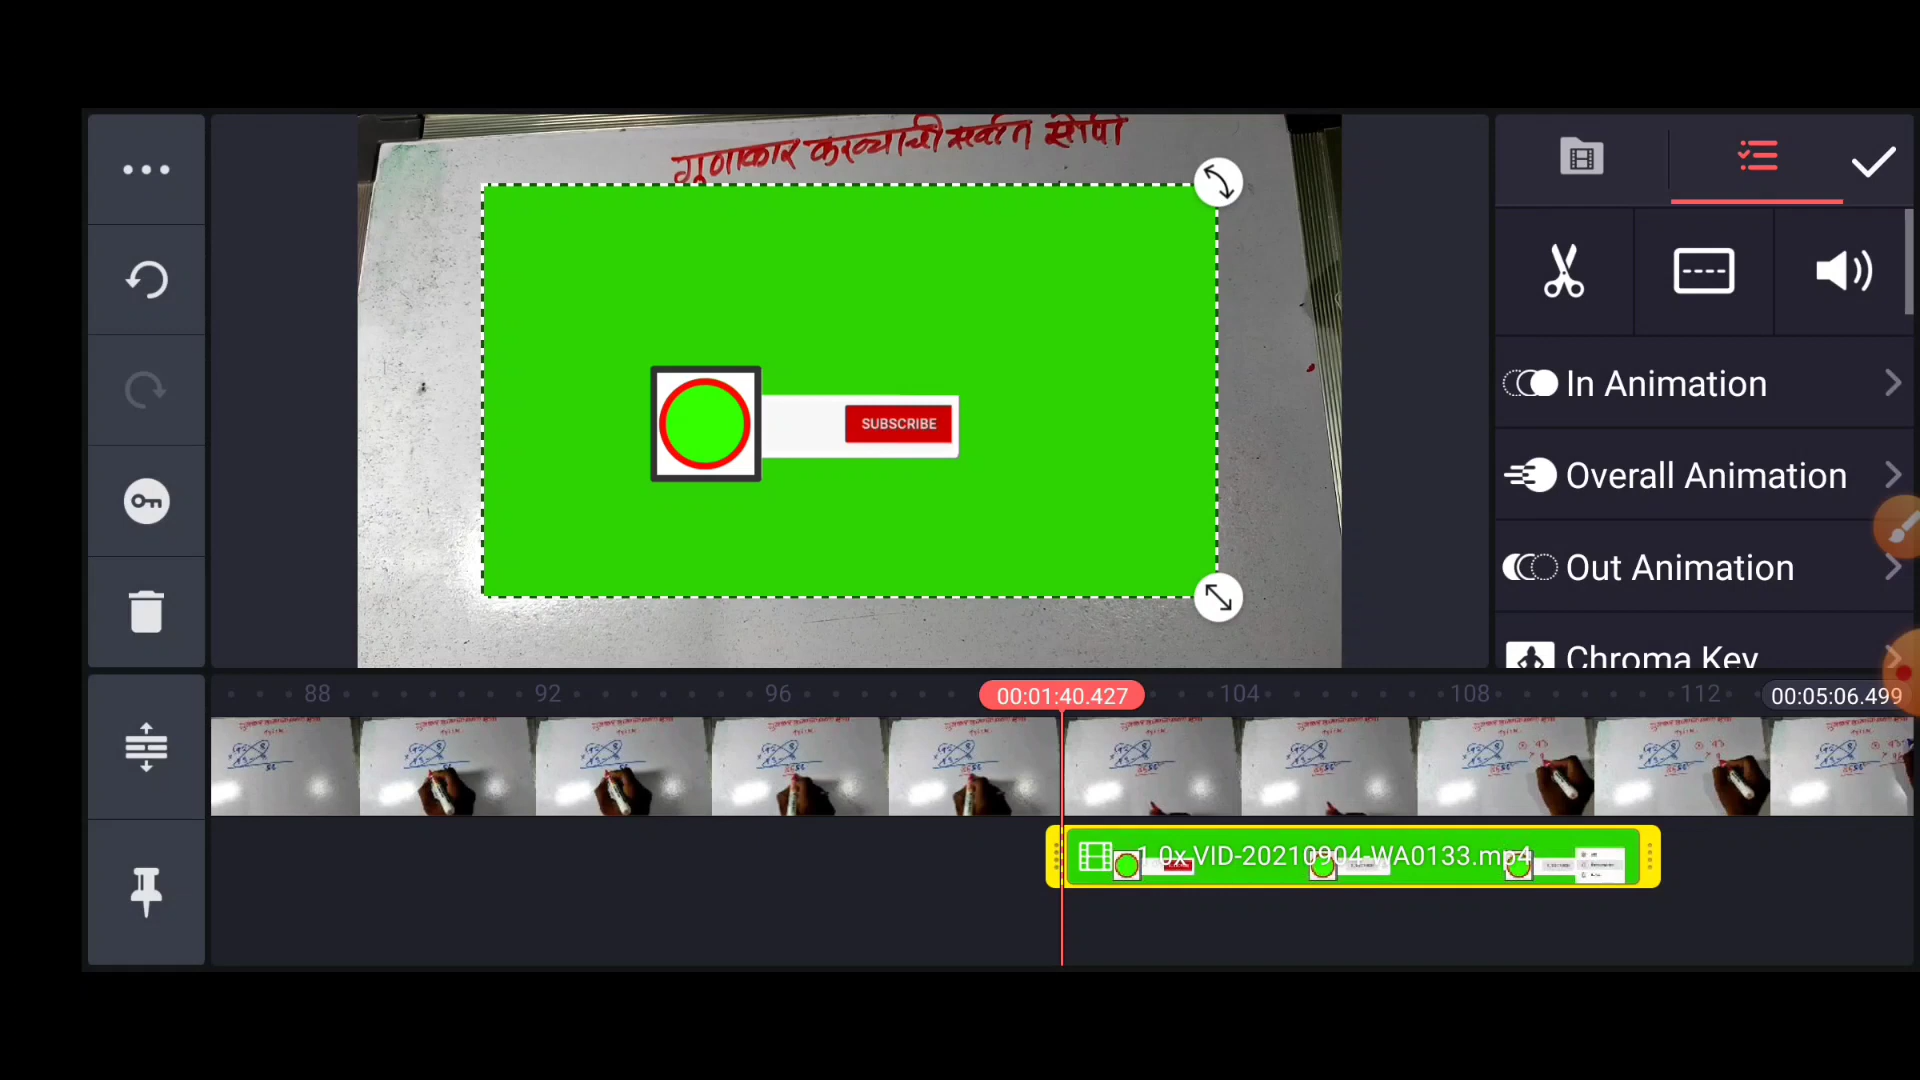 गुणाकार करण्याची सर्वात सोपी
SUBSCRIBE
In Animation
Overall Animation
Out Animation
Chroma Key
88
92
96
00:01:40.427
104
108
112
00:05:06.499
1.0x VID-20210904-WA0133.mp4